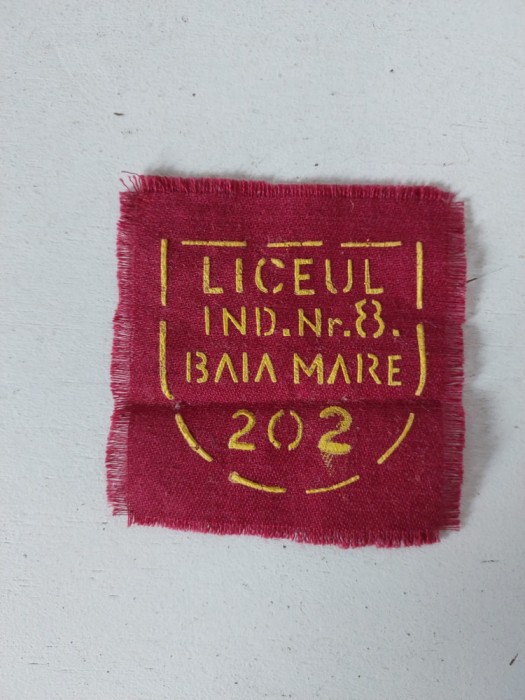 LICEUL
IND. Nr. 8.
BAIA MARE
202